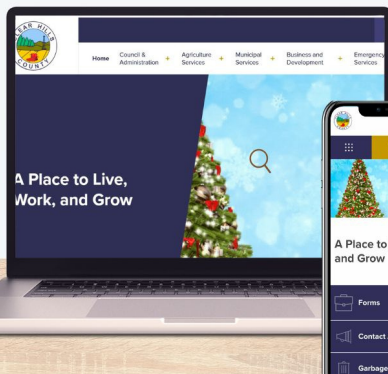 LEAR HILLS
COUNTY
Home
Council &
Administration +
Agriculture
Services +
Municipal
Services +
Business and
Development +
Emergency
Services
A Place to Live,
Work, and Grow
A Place to
and Grow
Forms
Contact
Garbage